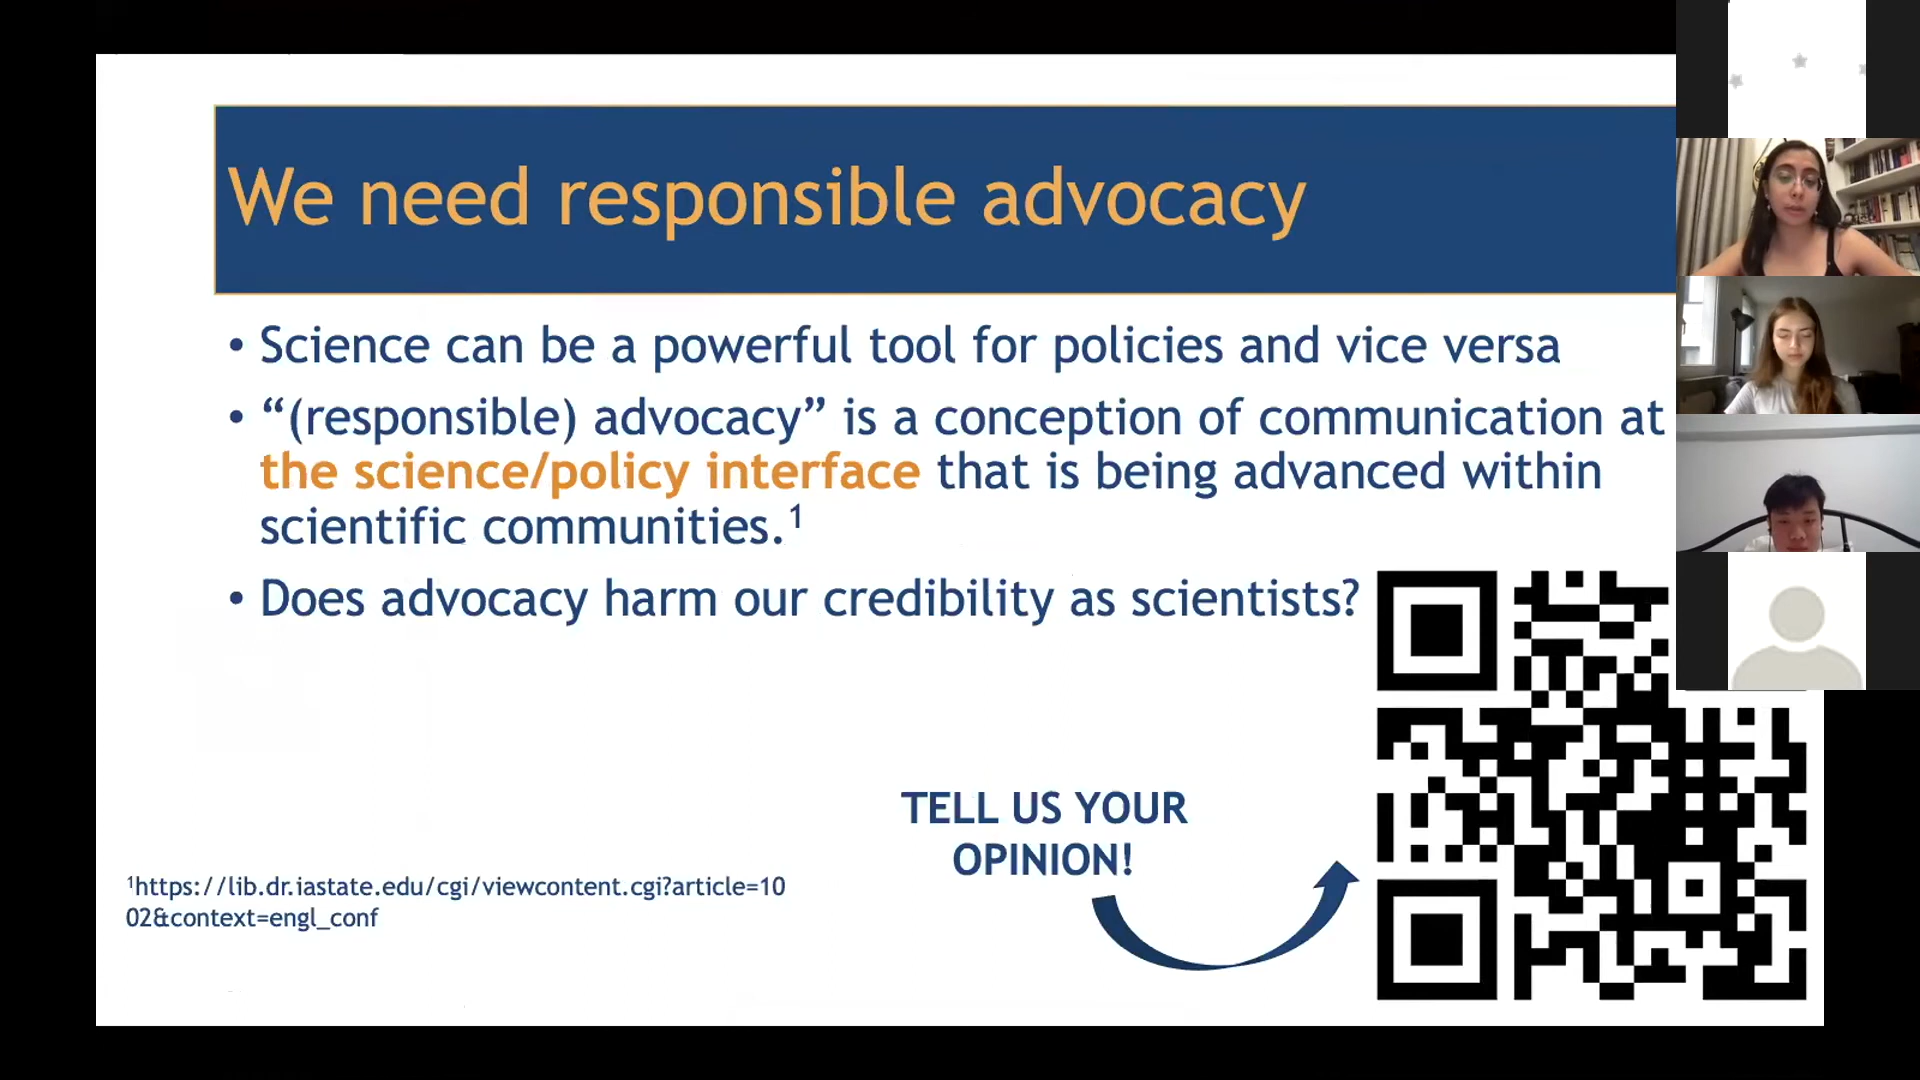 We need responsible advocacy
• Science can be a powerful tool for policies and vice versa
• “(responsible) advocacy” is a conception of communication at
the science/policy interface that is being advanced within
scientific communities.¹
• Does advocacy harm our credibility as scientists?
TELL US YOUR
OPINION!
¹https://lib.dr.iastate.edu/cgi/viewcontent.cgi?article=10
02&context=engl_conf